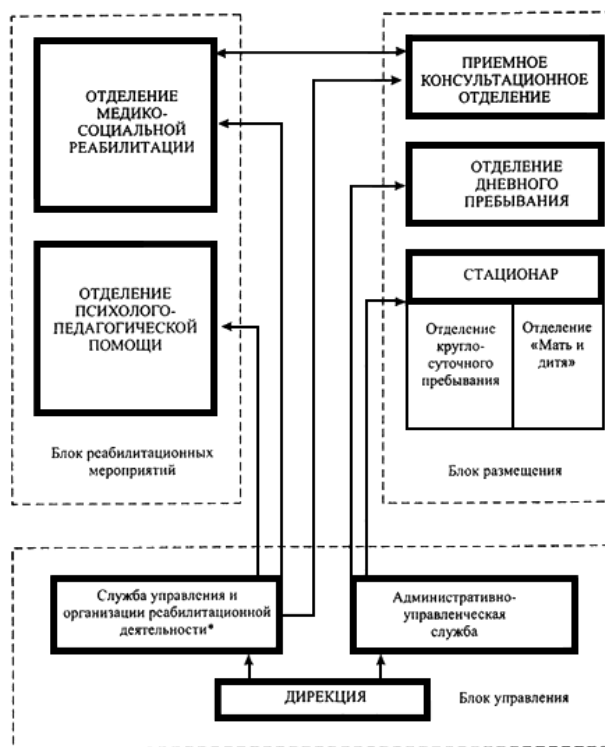 ОТДЕЛЕНИЕ
МЕДИКО-
СОЦИАЛЬНОЙ
РЕАБИЛИТАЦИИ
ОТДЕЛЕНИЕ
ПСИХОЛОГО-
ПЕДАГОГИЧЕСКОЙ
ПОМОЩИ
Блок реабилитационных
мероприятий
ПРИЕМНОЕ
КОНСУЛЬТАЦИОННОЕ
ОТДЕЛЕНИЕ
ОТДЕЛЕНИЕ
ДНЕВНОГО
ПРЕБЫВАНИЯ
СТАЦИОНАР
Отделение
кругло-
суточного
пребывания
Отделение
«Мать и
дитя»
Блок размещения
Служба управления и
организации реабилитационной
деятельности*
Административно-
управленческая
служба
ДИРЕКЦИЯ
Блок управления